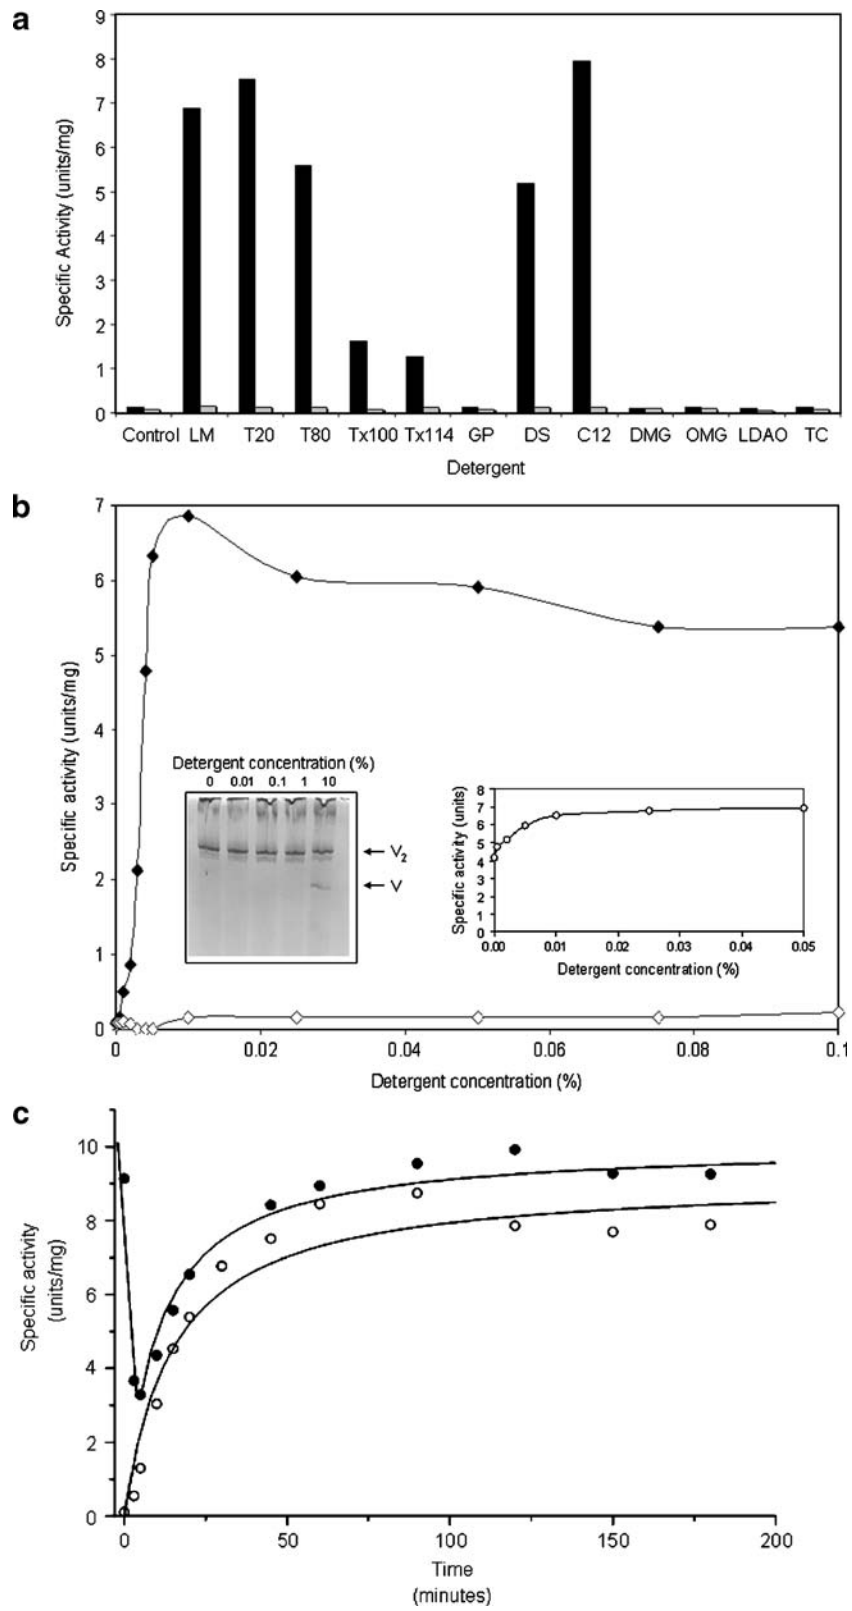 a
9
8
7
6
5
4
3
2
1
0
Specific Activity (units/mg)
Control LM T20 T80 Tx100 Tx114 GP DS C12 DMG OMG LDAO TC
Detergent
b
7
6
5
4
3
2
1
0
Specific activity (units/mg)
Detergent concentration (%)
0 0.01 0.1 1 10
V2
V
8
7
6
5
4
3
2
1
0
Specific activity (units)
0.00 0.01 0.02 0.03 0.04 0.05
Detergent concentration (%)
0 0.02 0.04 0.06 0.08 0.1
Detergent concentration (%)
c
10
8
6
4
2
0
Specific activity
(units/mg)
0 50 100 150 200
Time
(minutes)